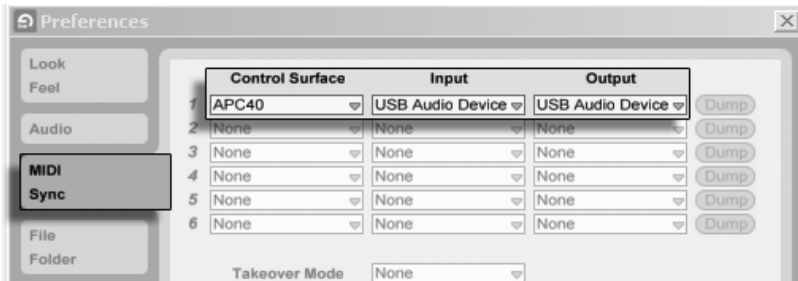 Preferences
Look
Feel
Audio
MIDI
Sync
File
Folder
Control Surface Input Output
1 APC40 USB Audio Device USB Audio Device Dump
2 None None None Dump
3 None None None Dump
4 None None None Dump
5 None None None Dump
6 None None None Dump
Takeover Mode None